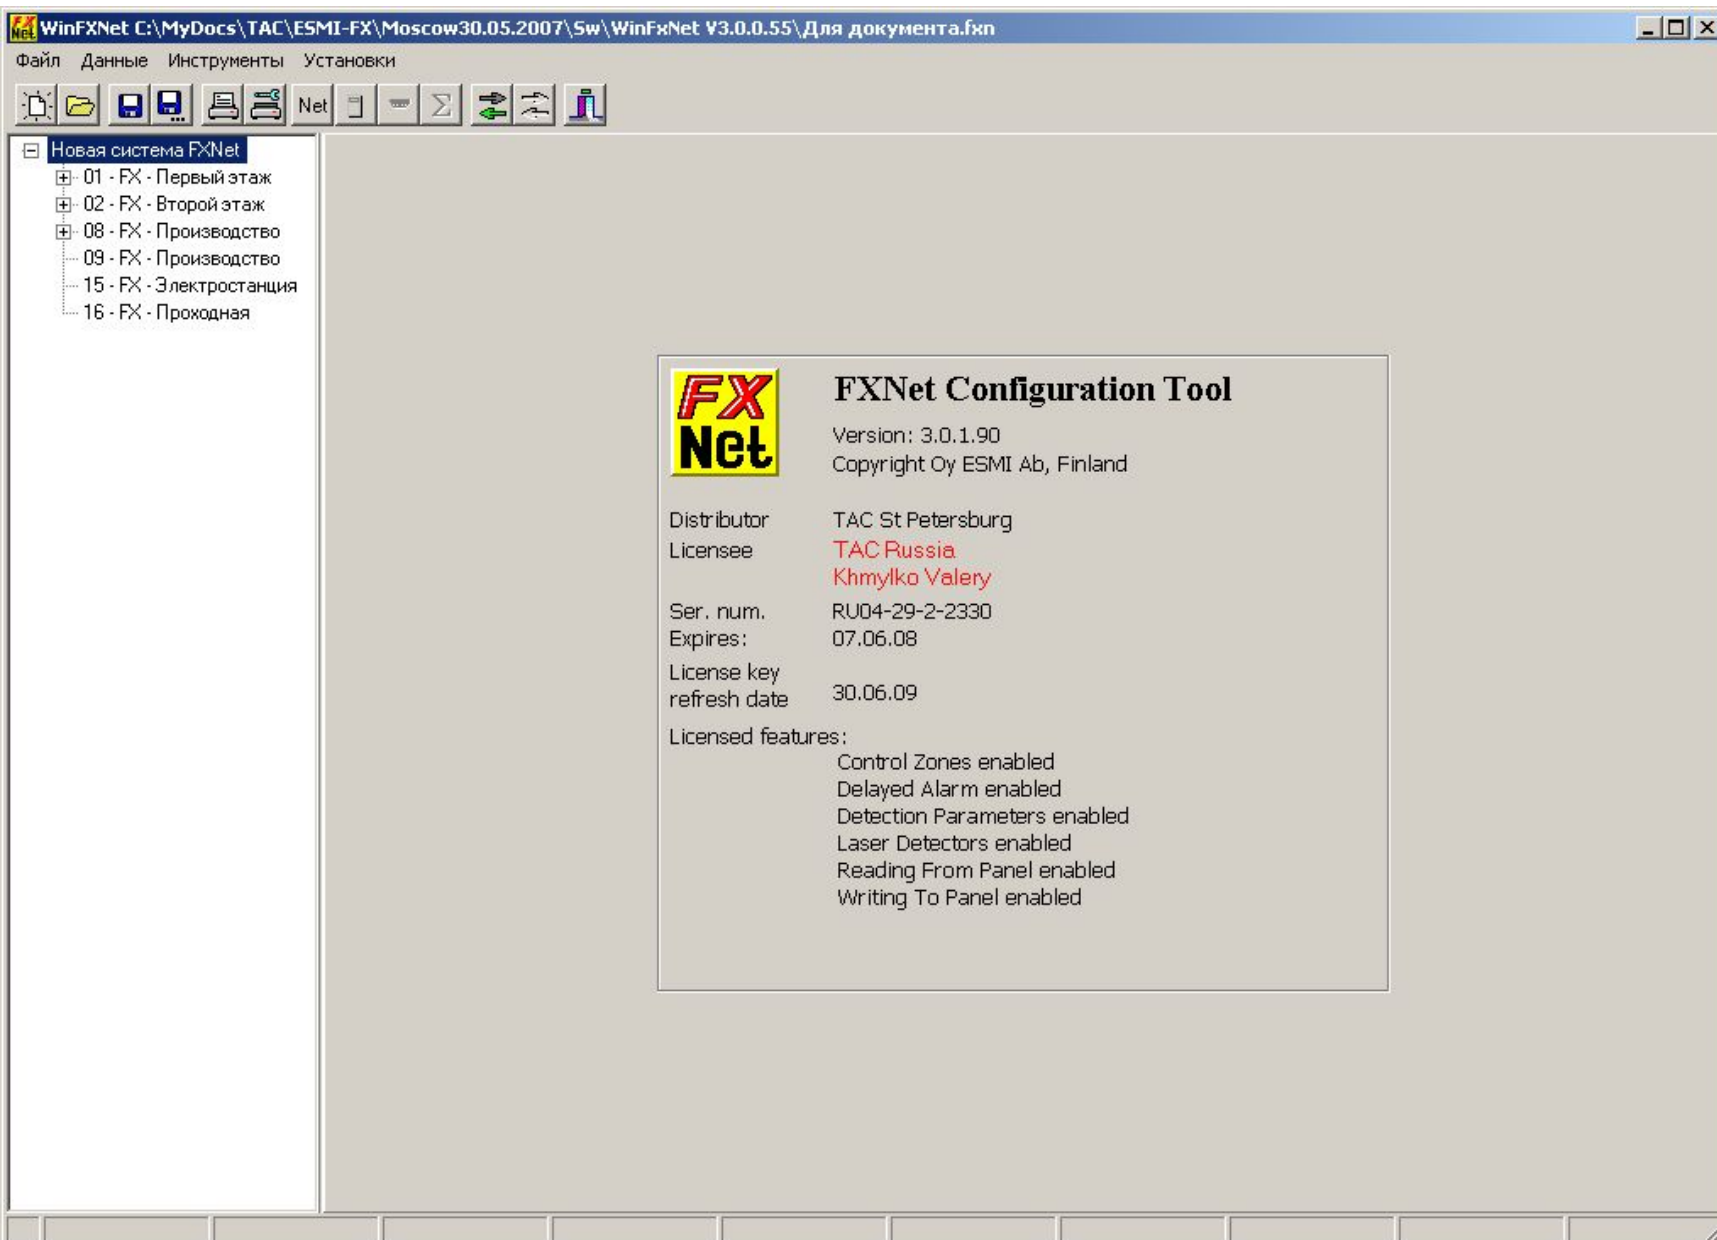 WinFXNet C:\MyDocs\TAC\ESMI-FX\Moscow30.05.2007\Sw\WinFxNet V3.0.0.55\Для документа.fxn
Файл Данные Инструменты Установки
Net
Новая система FXNet
01 - FX - Первый этаж
02 - FX - Второй этаж
08 - FX - Производство
09 - FX - Производство
15 - FX - Электростанция
16 - FX - Проходная
FX
Net
FXNet Configuration Tool
Version: 3.0.1.90
Copyright Oy ESMI Ab, Finland
Distributor TAC St Petersburg
Licensee TAC Russia
Khmylko Valery
Ser. num. RU04-29-2-2330
Expires: 07.06.08
License key
refresh date 30.06.09
Licensed features:
Control Zones enabled
Delayed Alarm enabled
Detection Parameters enabled
Laser Detectors enabled
Reading From Panel enabled
Writing To Panel enabled